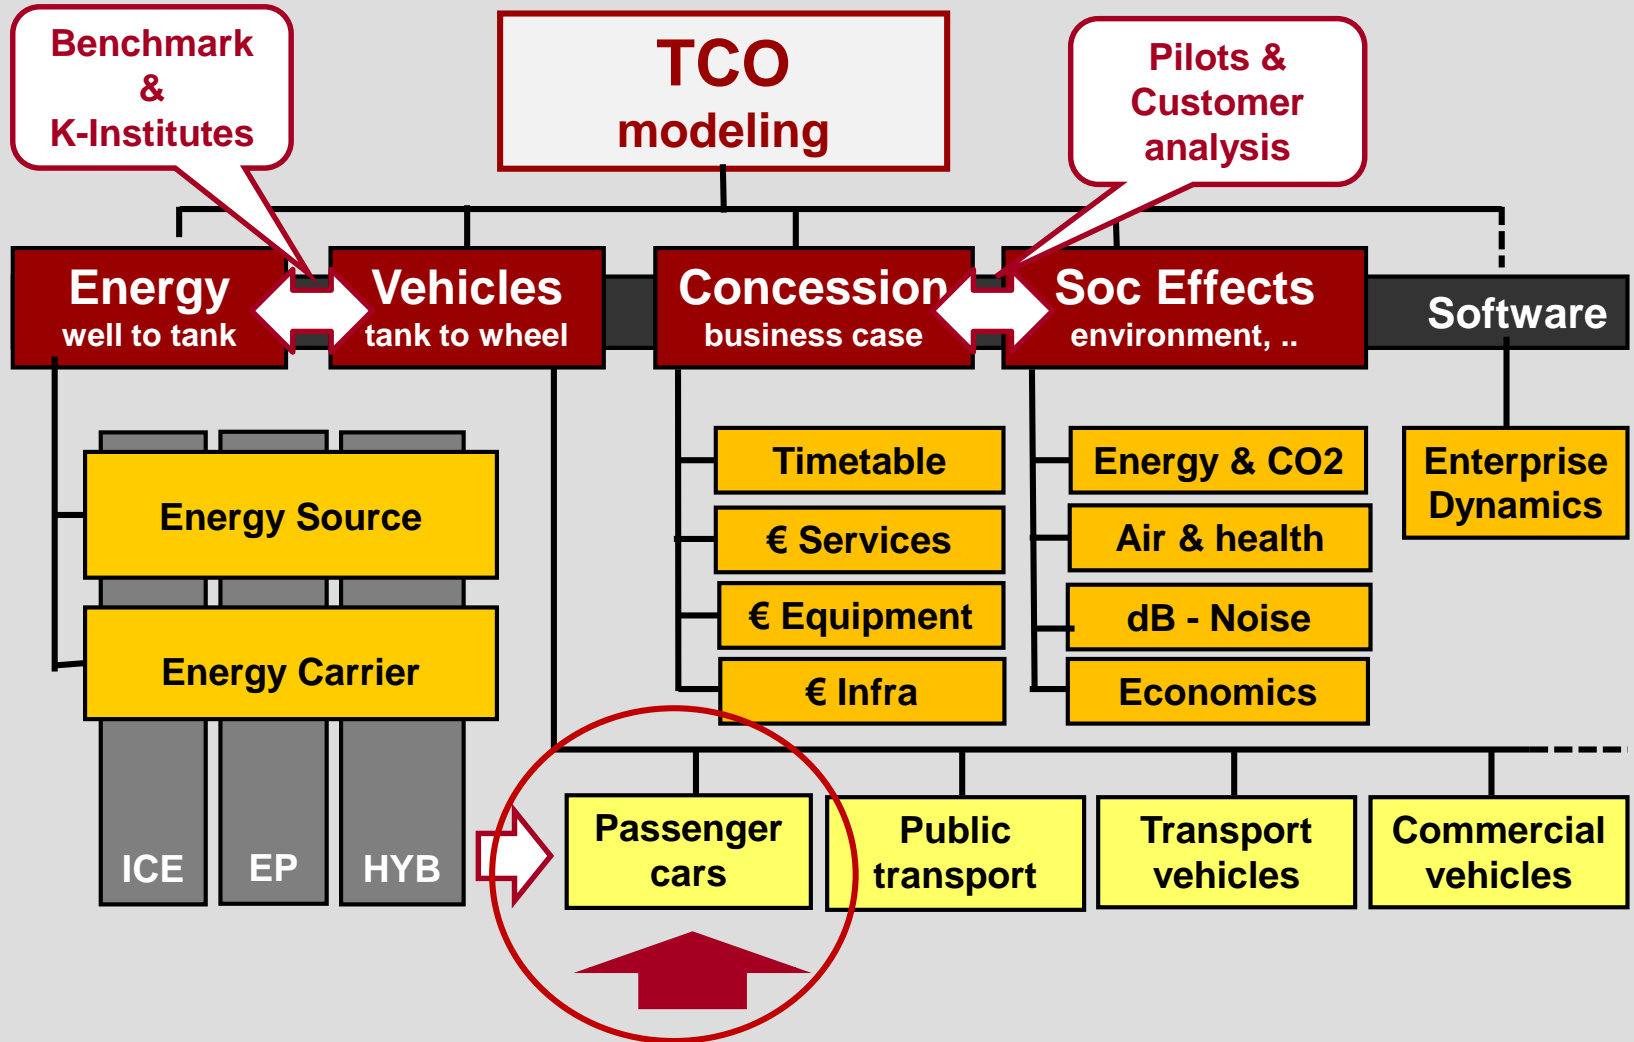 Benchmark
&
K-Institutes
TCO
modeling
Pilots &
Customer
analysis
Energy
well to tank
Vehicles
tank to wheel
Concession
business case
Soc Effects
environment, ..
Software
Energy Source
Energy Carrier
ICE
EP
HYB
Timetable
€ Services
€ Equipment
€ Infra
Energy & CO2
Air & health
dB - Noise
Economics
Enterprise
Dynamics
Passenger
cars
Public
transport
Transport
vehicles
Commercial
vehicles